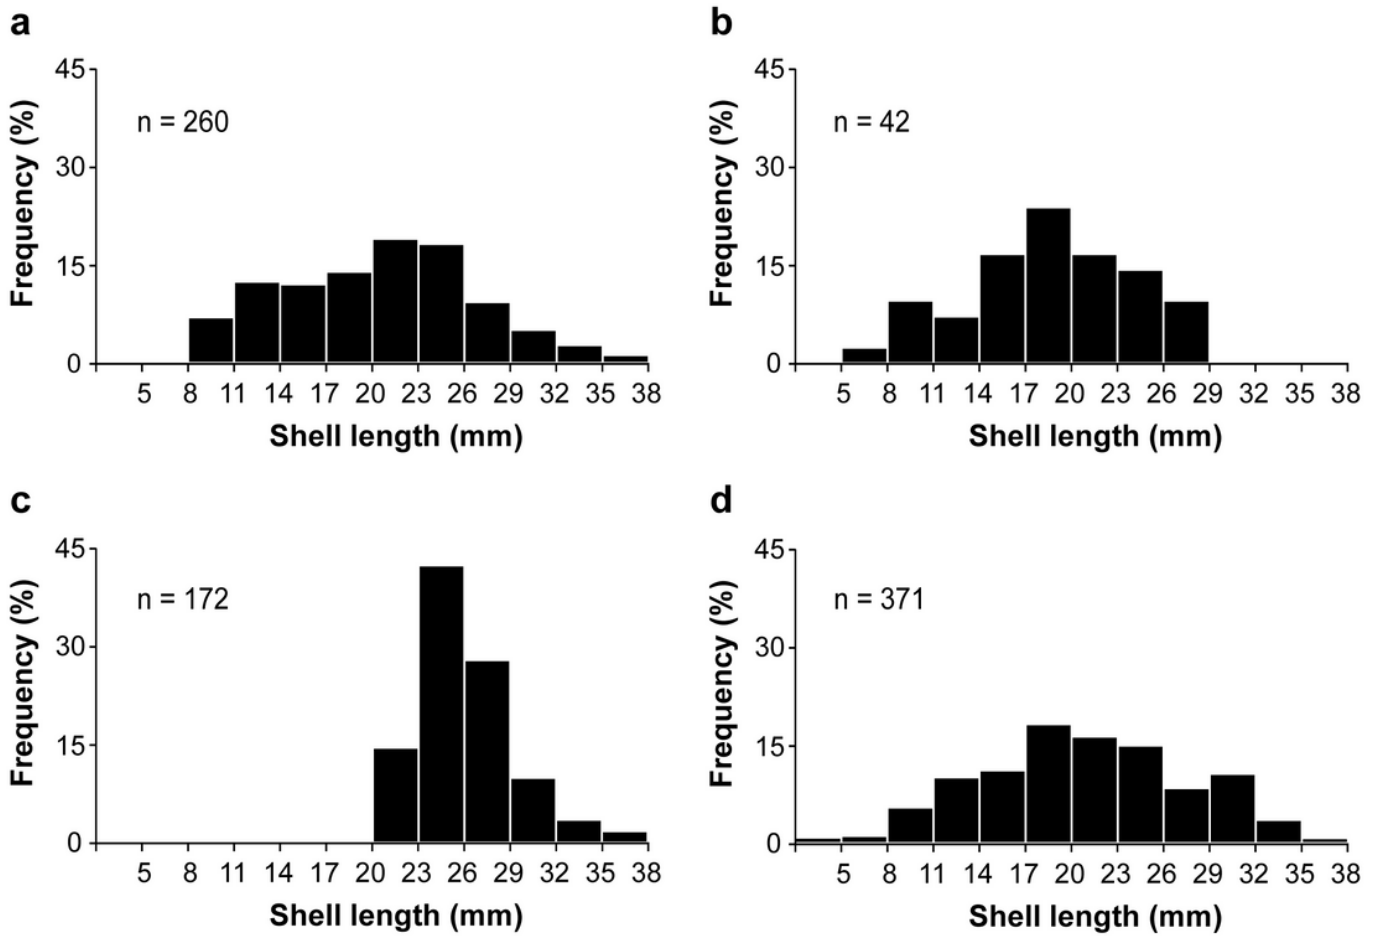 a
45
30
15
0
Frequency (%)
n = 260
5 8 11 14 17 20 23 26 29 32 35 38
Shell length (mm)
b
45
30
15
0
Frequency (%)
n = 42
5 8 11 14 17 20 23 26 29 32 35 38
Shell length (mm)
c
45
30
15
0
Frequency (%)
n = 172
5 8 11 14 17 20 23 26 29 32 35 38
Shell length (mm)
d
45
30
15
0
Frequency (%)
n = 371
5 8 11 14 17 20 23 26 29 32 35 38
Shell length (mm)